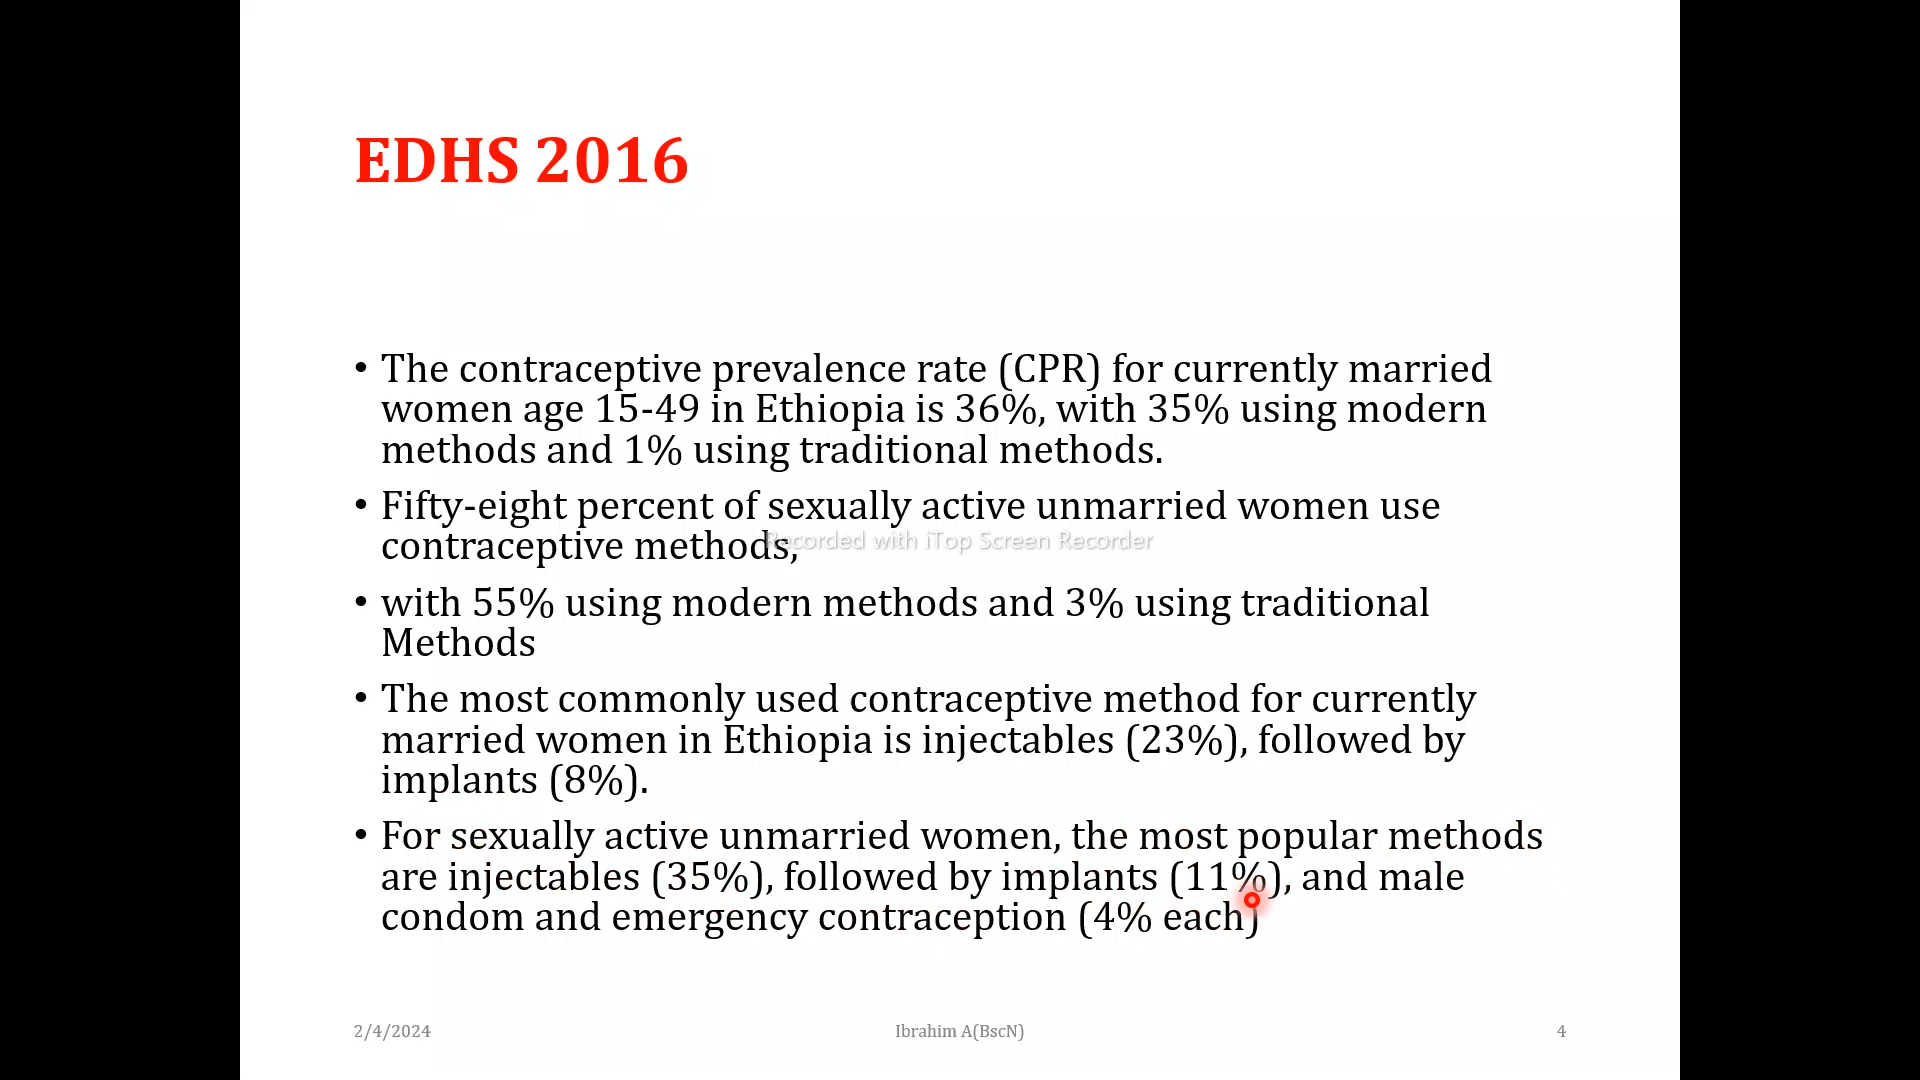 EDHS 2016
• The contraceptive prevalence rate (CPR) for currently married
women age 15-49 in Ethiopia is 36%, with 35% using modern
methods and 1% using traditional methods.
• Fifty-eight percent of sexually active unmarried women use
contraceptive methods,
Recorded with iTop Screen Recorder
• with 55% using modern methods and 3% using traditional
Methods
• The most commonly used contraceptive method for currently
married women in Ethiopia is injectables (23%), followed by
implants (8%).
• For sexually active unmarried women, the most popular methods
are injectables (35%), followed by implants (11%), and male
condom and emergency contraception (4% each)
2/4/2024
Ibrahim A(BscN)
4